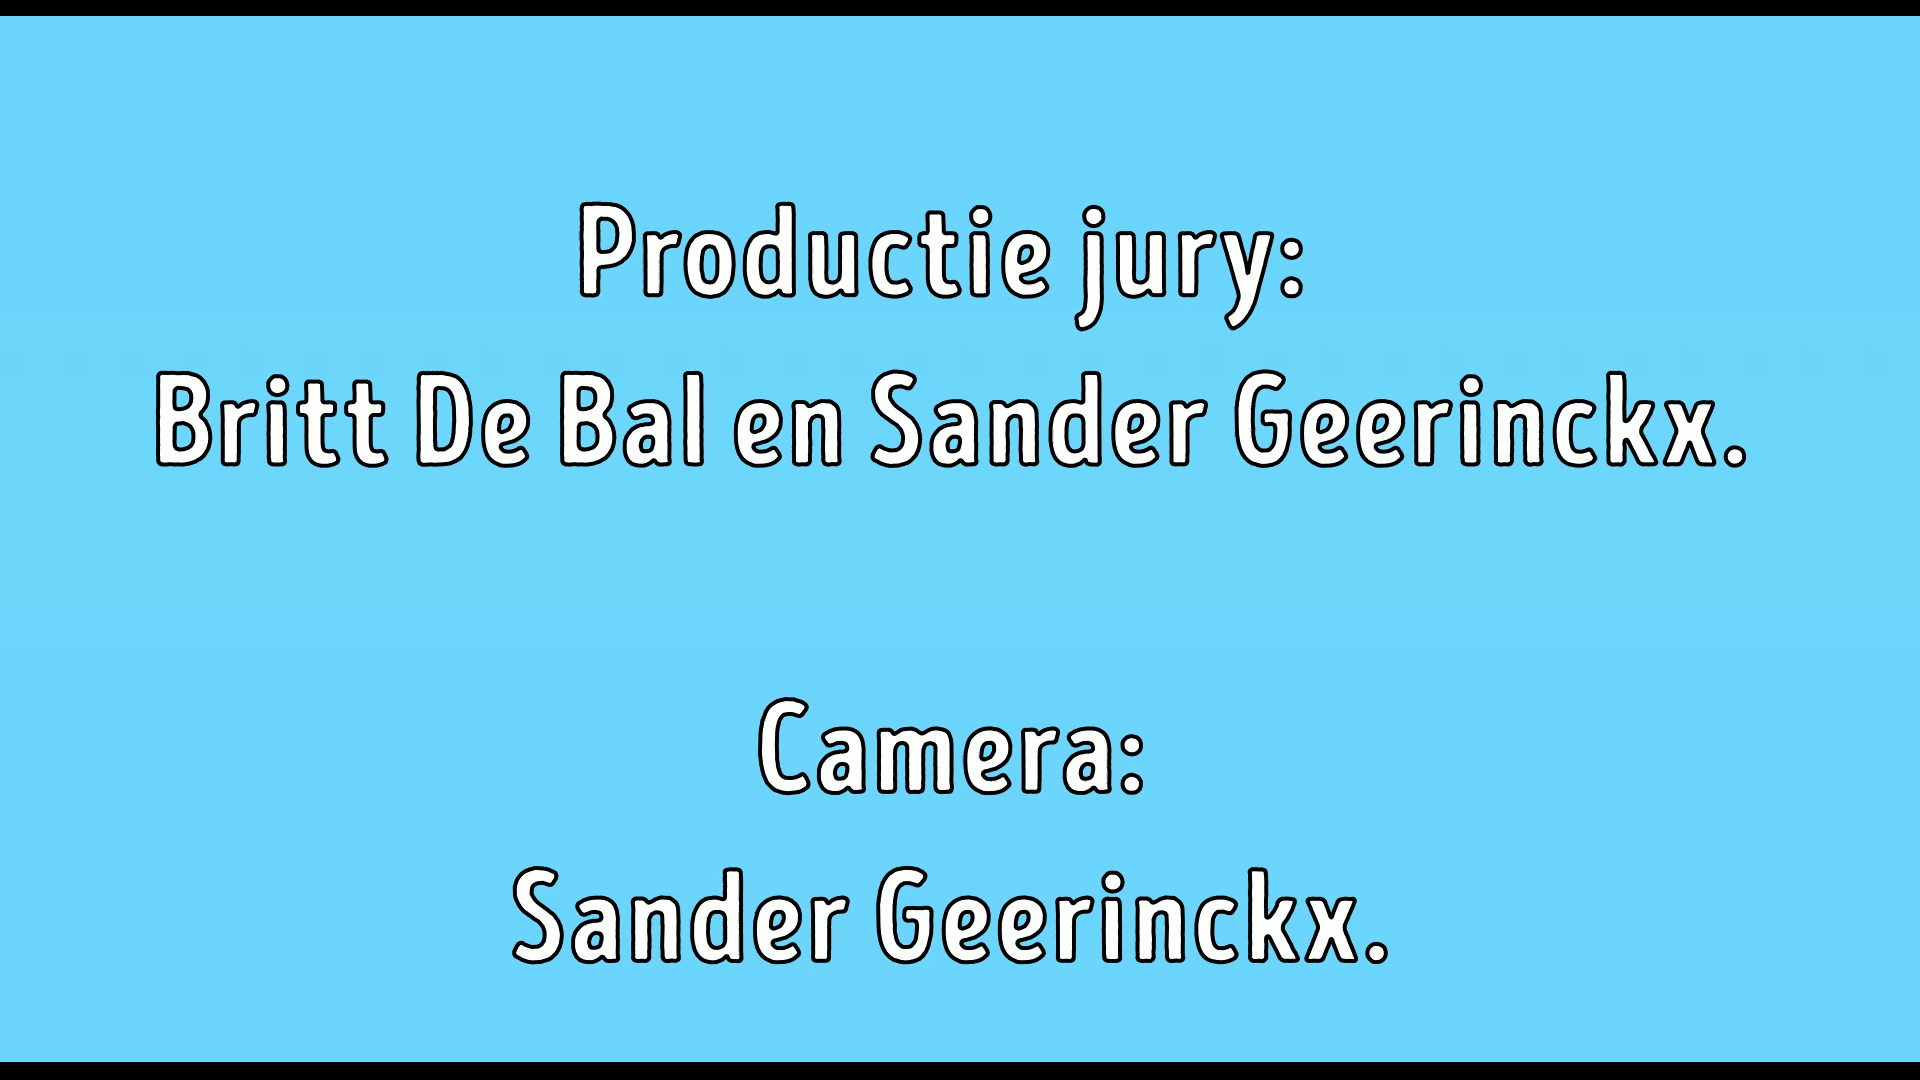 Productie jury:
Britt De Bal en Sander Geerinckx.
Camera:
Sander Geerinckx.